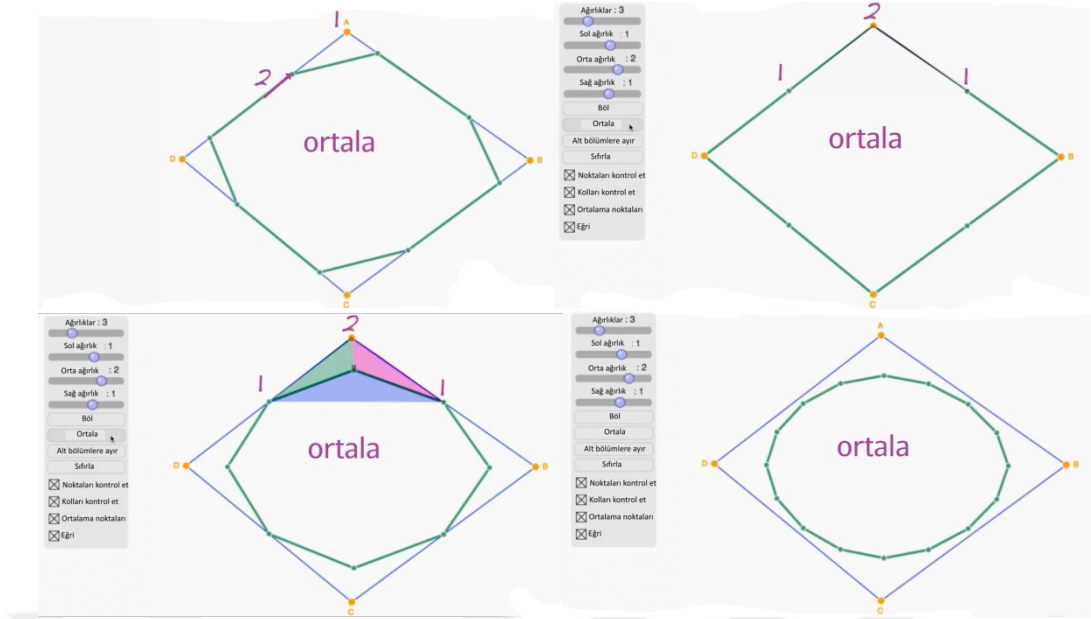 1
A
2
ortala
D
B
C
Ağırlıklar : 3
Sol ağırlık : 1
Orta ağırlık : 2
Sağ ağırlık : 1
Böl
Ortala
Alt bölümlere ayır
Sıfırla
Noktaları kontrol et
Kolları kontrol et
Ortalama noktaları
Eğri
2
1
1
ortala
D
B
C
Ağırlıklar : 3
Sol ağırlık : 1
Orta ağırlık : 2
Sağ ağırlık : 1
Böl
Ortala
Alt bölümlere ayır
Sıfırla
Noktaları kontrol et
Kolları kontrol et
Ortalama noktaları
Eğri
2
1
1
ortala
D
B
C
Ağırlıklar : 3
Sol ağırlık : 1
Orta ağırlık : 2
Sağ ağırlık : 1
Böl
Ortala
Alt bölümlere ayır
Sıfırla
Noktaları kontrol et
Kolları kontrol et
Ortalama noktaları
Eğri
A
ortala
D
B
C